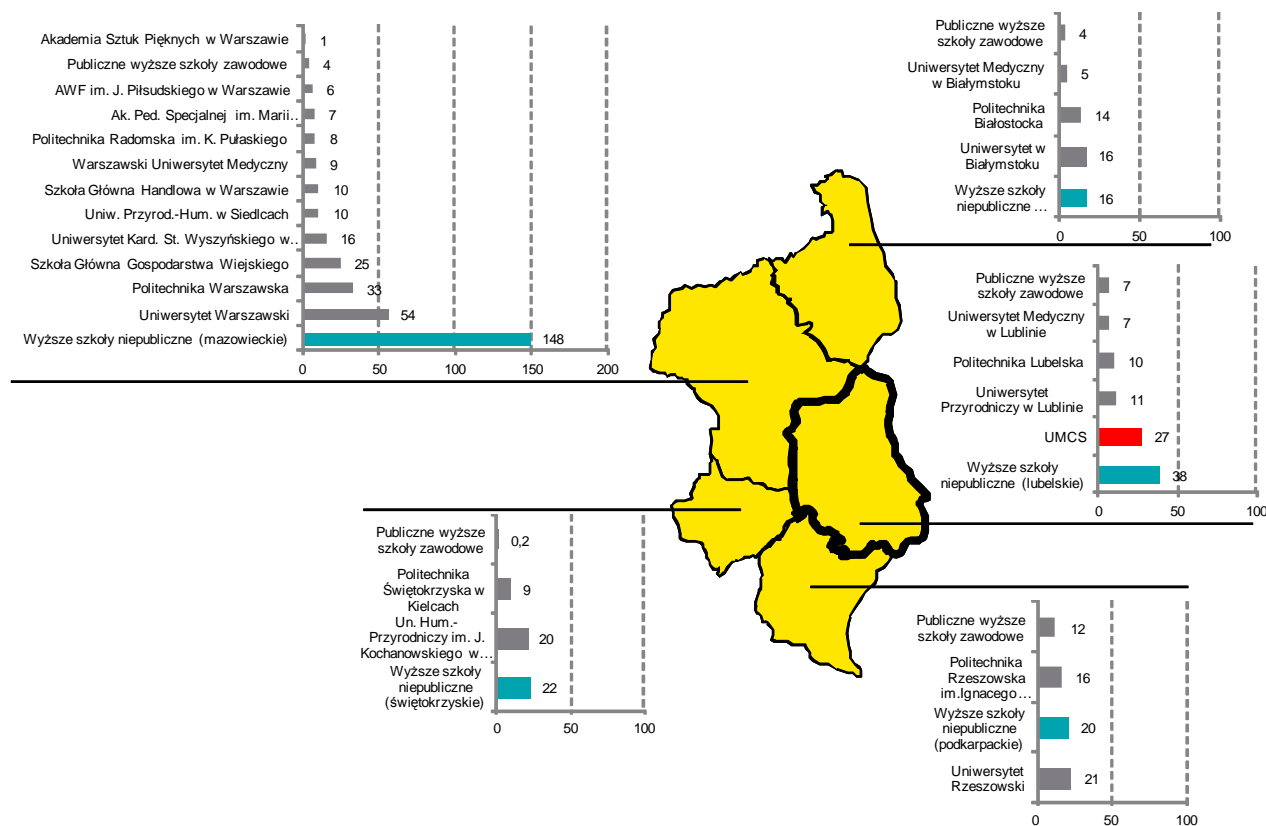 Akademia Sztuk Pięknych w Warszawie 1
Publiczne wyższe szkoły zawodowe 4
AWF im. J. Piłsudskiego w Warszawie 6
Ak. Ped. Specjalnej im. Marii.. 7
Politechnika Radomska im. K. Pułaskiego 8
Warszawski Uniwersytet Medyczny 9
Szkoła Główna Handlowa w Warszawie 10
Uniw. Przyrod.-Hum. w Siedlcach 10
Uniwersytet Kard. St. Wyszyńskiego w.. 16
Szkoła Główna Gospodarstwa Wiejskiego 25
Politechnika Warszawska 33
Uniwersytet Warszawski 54
Wyższe szkoły niepubliczne (mazowieckie) 148
0 50 100 150 200
Publiczne wyższe
szkoły zawodowe 4
Uniwersytet Medyczny
w Białymstoku 5
Politechnika
Białostocka 14
Uniwersytet w
Białymstoku 16
Wyższe szkoły
niepubliczne ... 16
0 50 100
Publiczne wyższe
szkoły zawodowe 7
Uniwersytet Medyczny
w Lublinie 7
Politechnika Lubelska 10
Uniwersytet
Przyrodniczy w Lublinie 11
UMCS 27
Wyższe szkoły
niepubliczne (lubelskie) 38
0 50 100
Publiczne wyższe
szkoły zawodowe 0,2
Politechnika
Świętokrzyska w
Kielcach 9
Un. Hum.-
Przyrodniczy im. J.
Kochanowskiego w... 20
Wyższe szkoły
niepubliczne
(świętokrzyskie) 22
0 50 100
Publiczne wyższe
szkoły zawodowe 12
Politechnika
Rzeszowska
im.Ignacego... 16
Wyższe szkoły
niepubliczne
(podkarpackie) 20
Uniwersytet
Rzeszowski 21
0 50 100